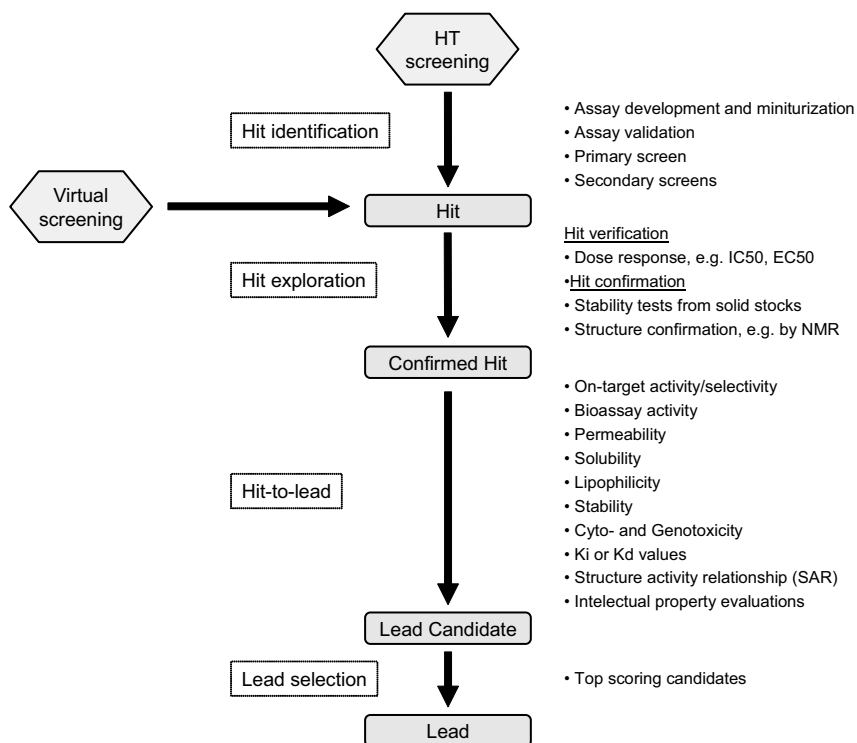 HT
screening
Hit identification
• Assay development and miniturization
• Assay validation
• Primary screen
• Secondary screens
Virtual
screening
Hit
Hit exploration
Hit verification
• Dose response, e.g. IC50, EC50
•Hit confirmation
• Stability tests from solid stocks
• Structure confirmation, e.g. by NMR
Confirmed Hit
Hit-to-lead
• On-target activity/selectivity
• Bioassay activity
• Permeability
• Solubility
• Lipophilicity
• Stability
• Cyto- and Genotoxicity
• Ki or Kd values
• Structure activity relationship (SAR)
• Intelectual property evaluations
Lead Candidate
Lead selection
• Top scoring candidates
Lead